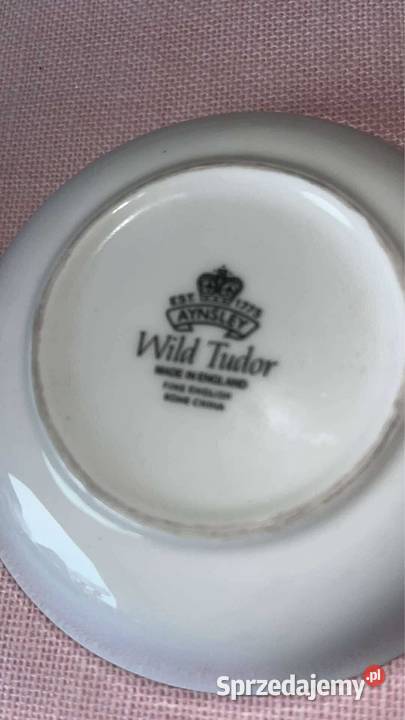 EST 1775
AYNSLEY
Wild Tudor
MADE IN ENGLAND
FINE ENGLISH
BONE CHINA
Sprzedajemy.pl